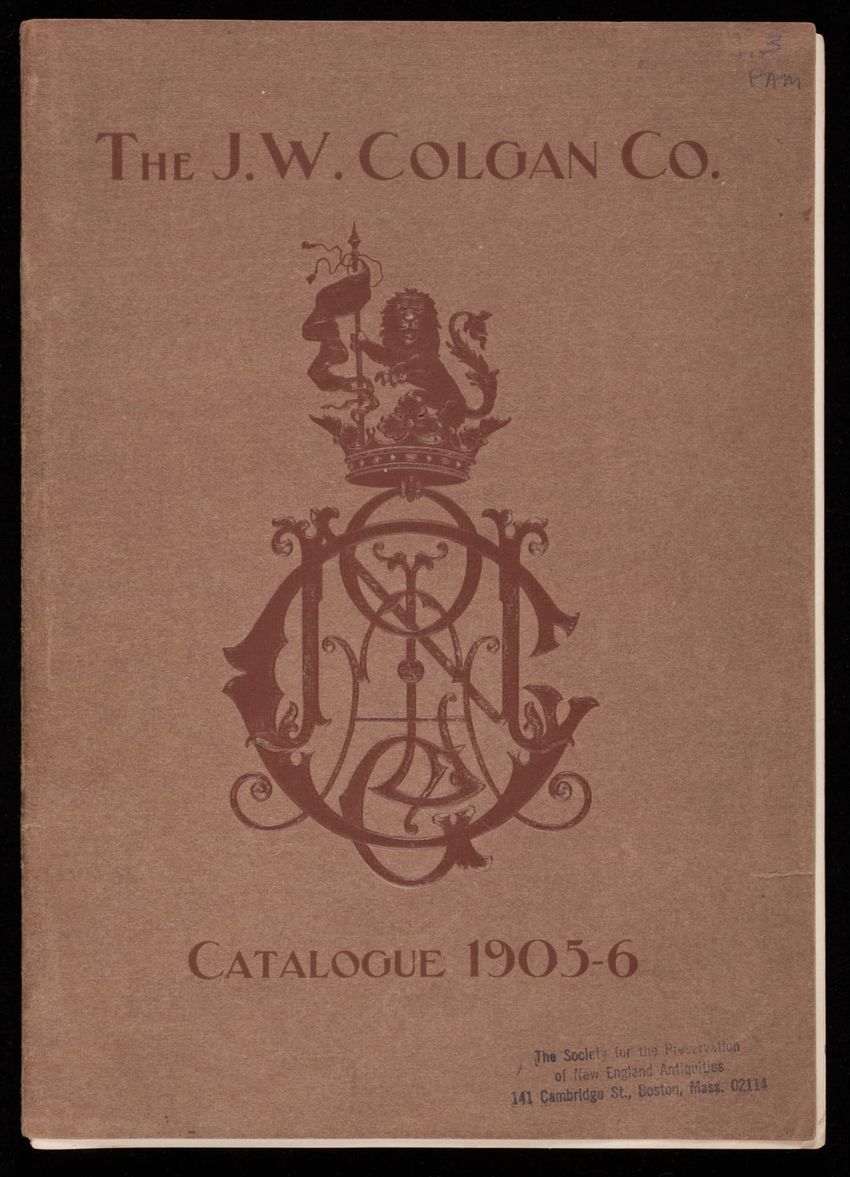 3
PAM
THE J. W. COLGAN CO.
CATALOGUE 1905-6
The Society for the Preservation
of New England Antiquities
141 Cambridge St., Boston, Mass. 02114